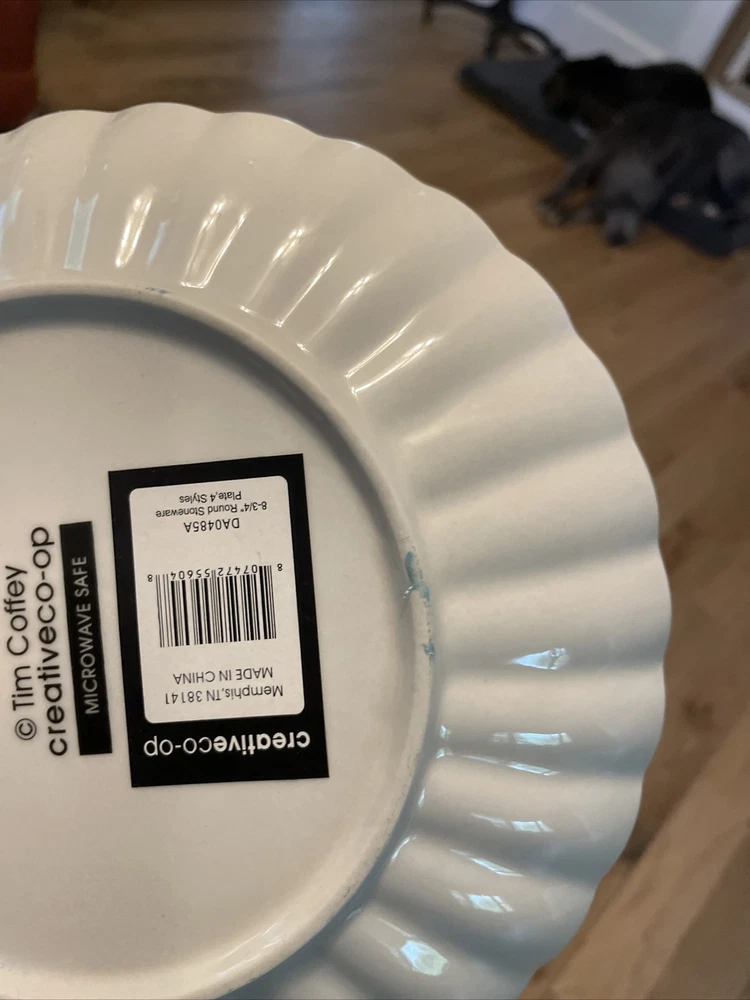 © Tim Coffey
creativeco-op
MICROWAVE SAFE
creativeco-op
Memphis,TN 38141
MADE IN CHINA
8 07472 55604 8
DA0485A
8-3/4" Round Stoneware
Plate,4 Styles